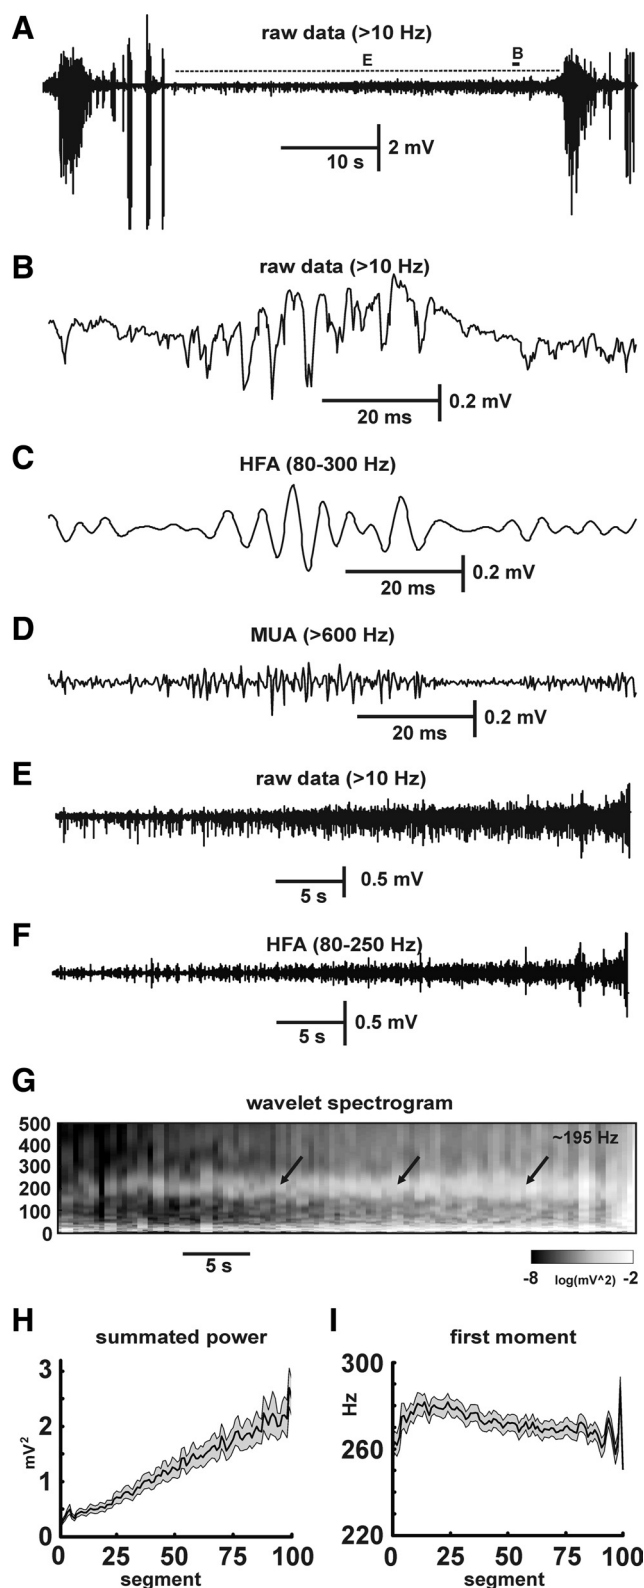 A
raw data (>10 Hz)
E
B
2 mV
10 s
B
raw data (>10 Hz)
0.2 mV
20 ms
C
HFA (80-300 Hz)
0.2 mV
20 ms
D
MUA (>600 Hz)
0.2 mV
20 ms
E
raw data (>10 Hz)
0.5 mV
5 s
F
HFA (80-250 Hz)
0.5 mV
5 s
G
wavelet spectrogram
500
400
300
200
100
0
~195 Hz
5 s
-8 log(mV^2) -2
H
summated power
3
2
1
0
mV²
0 25 50 75 100
segment
I
first moment
300
260
220
Hz
0 25 50 75 100
segment